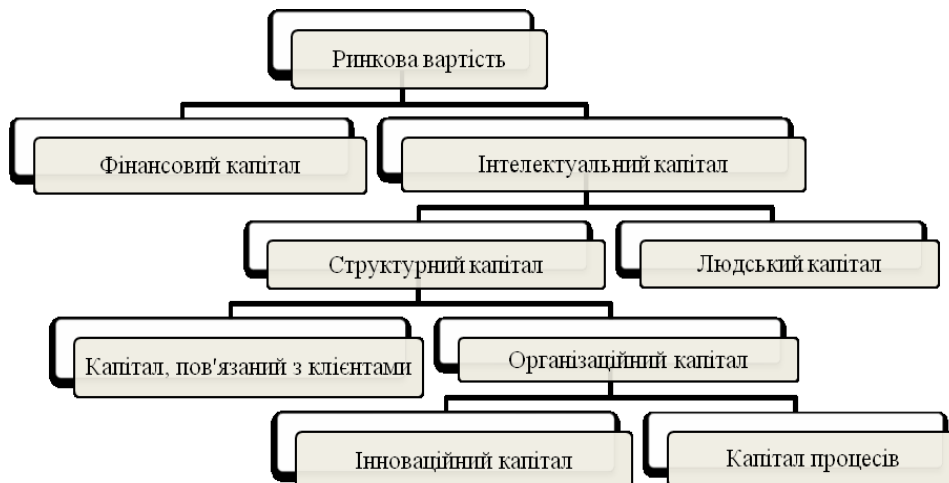 Ринкова вартість
Фінансовий капітал
Інтелектуальний капітал
Структурний капітал
Людський капітал
Капітал, пов'язаний з клієнтами
Організаційний капітал
Інноваційний капітал
Капітал процесів